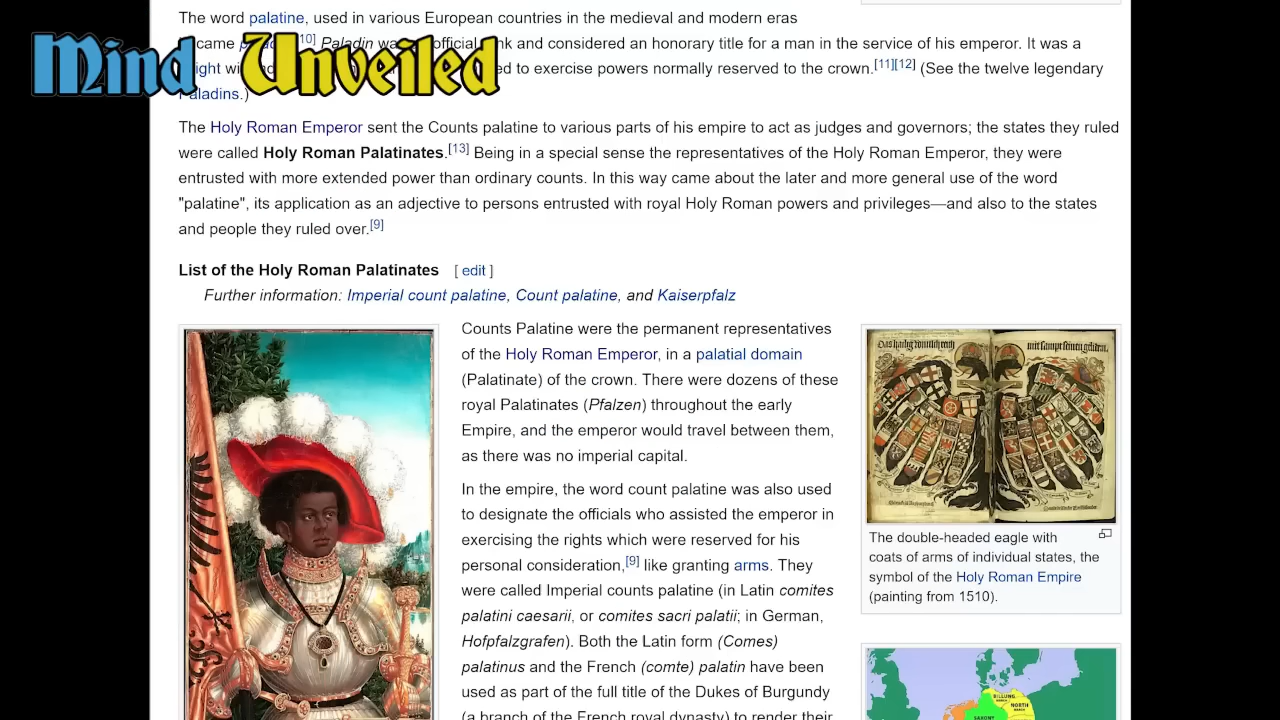 The word palatine, used in various European countries in the medieval and modern eras
came [10] Paladin official and considered an honorary title for a man in the service of his emperor. It was a
to exercise powers normally reserved to the crown.[11][12] (See the twelve legendary
Paladins.)
Mind Unveiled
The Holy Roman Emperor sent the Counts palatine to various parts of his empire to act as judges and governors; the states they ruled
were called Holy Roman Palatinates.[13] Being in a special sense the representatives of the Holy Roman Emperor, they were
entrusted with more extended power than ordinary counts. In this way came about the later and more general use of the word
"palatine", its application as an adjective to persons entrusted with royal Holy Roman powers and privileges—and also to the states
and people they ruled over.[9]
List of the Holy Roman Palatinates [ edit ]
Further information: Imperial count palatine, Count palatine, and Kaiserpfalz
Counts Palatine were the permanent representatives
of the Holy Roman Emperor, in a palatial domain
(Palatinate) of the crown. There were dozens of these
royal Palatinates (Pfalzen) throughout the early
Empire, and the emperor would travel between them,
as there was no imperial capital.
In the empire, the word count palatine was also used
to designate the officials who assisted the emperor in
exercising the rights which were reserved for his
personal consideration,[9] like granting arms. They
were called Imperial counts palatine (in Latin comites
palatini caesarii, or comites sacri palatii; in German,
Hofpfalzgrafen). Both the Latin form (Comes)
palatinus and the French (comte) palatin have been
used as part of the full title of the Dukes of Burgundy
(a branch of the French royal dynasty) to render their
The double-headed eagle with
coats of arms of individual states, the
symbol of the Holy Roman Empire
(painting from 1510).
NORTH
SAXONY